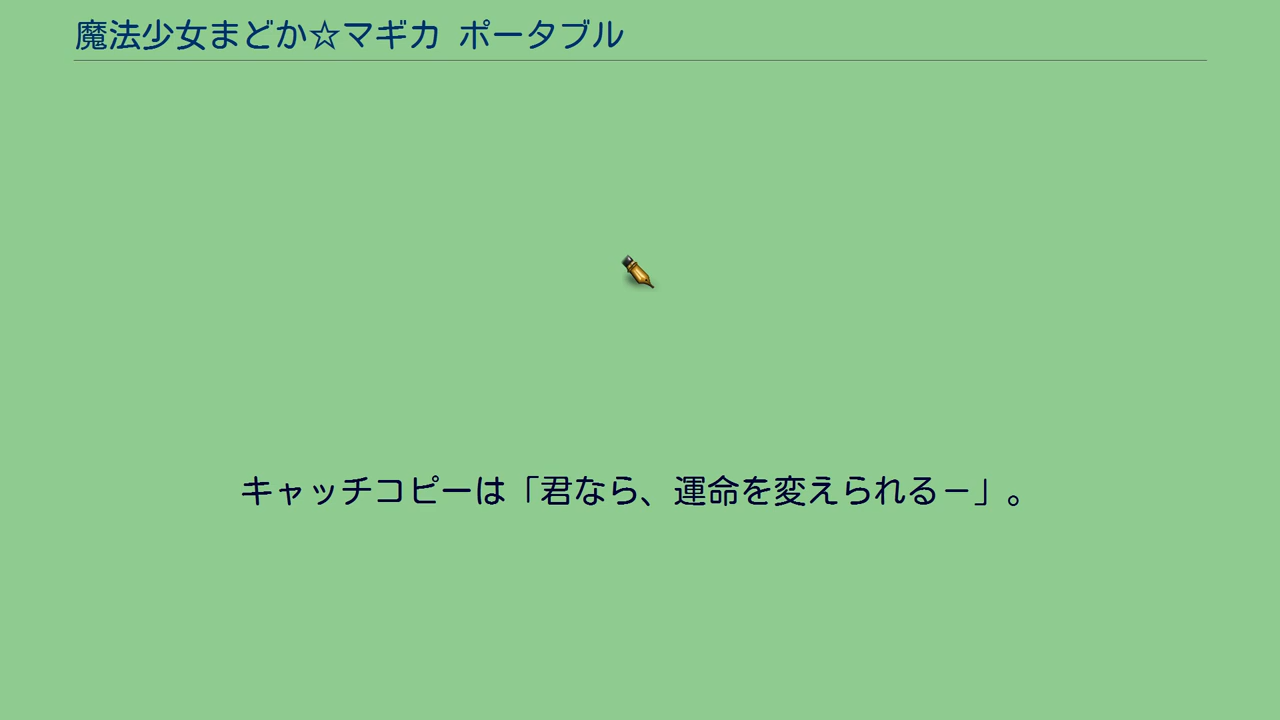 魔法少女まどか☆マギカ ポータブル
キャッチコピーは「君なら、運命を変えられる－」。